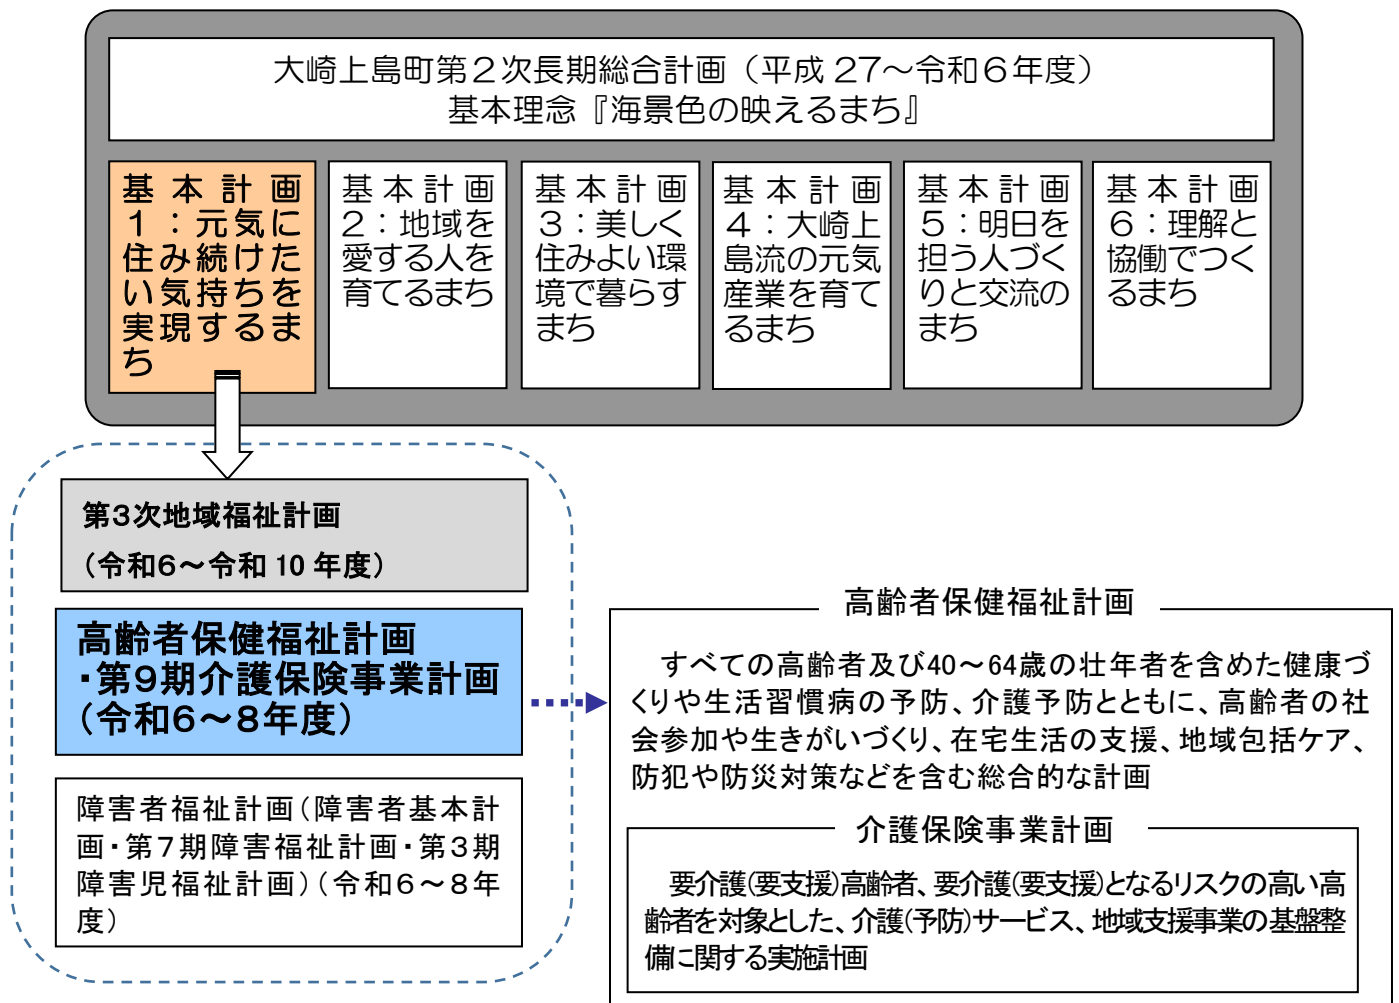 大崎上島町第２次長期総合計画（平成 27～令和６年度）
基本理念『海景色の映えるまち』
基本計画
１：元気に
住み続けた
い気持ちを
実現するま
ち
基本計画
２：地域を
愛する人を
育てるまち
基本計画
３：美しく
住みよい環
境で暮らす
まち
基本計画
４：大崎上
島流の元気
産業を育て
るまち
基本計画
５：明日を
担う人づく
りと交流の
まち
基本計画
６：理解と
協働でつく
るまち
第３次地域福祉計画
（令和６～令和 10 年度）
高齢者保健福祉計画
・第９期介護保険事業計画
（令和６～８年度）
障害者福祉計画（障害者基本計
画・第７期障害福祉計画・第３期
障害児福祉計画）（令和６～８年
度）
高齢者保健福祉計画
すべての高齢者及び40～64歳の壮年者を含めた健康づ
くりや生活習慣病の予防、介護予防とともに、高齢者の社
会参加や生きがいづくり、在宅生活の支援、地域包括ケア、
防犯や防災対策などを含む総合的な計画
介護保険事業計画
要介護(要支援)高齢者、要介護(要支援)となるリスクの高い高
齢者を対象とした、介護(予防)サービス、地域支援事業の基盤整
備に関する実施計画